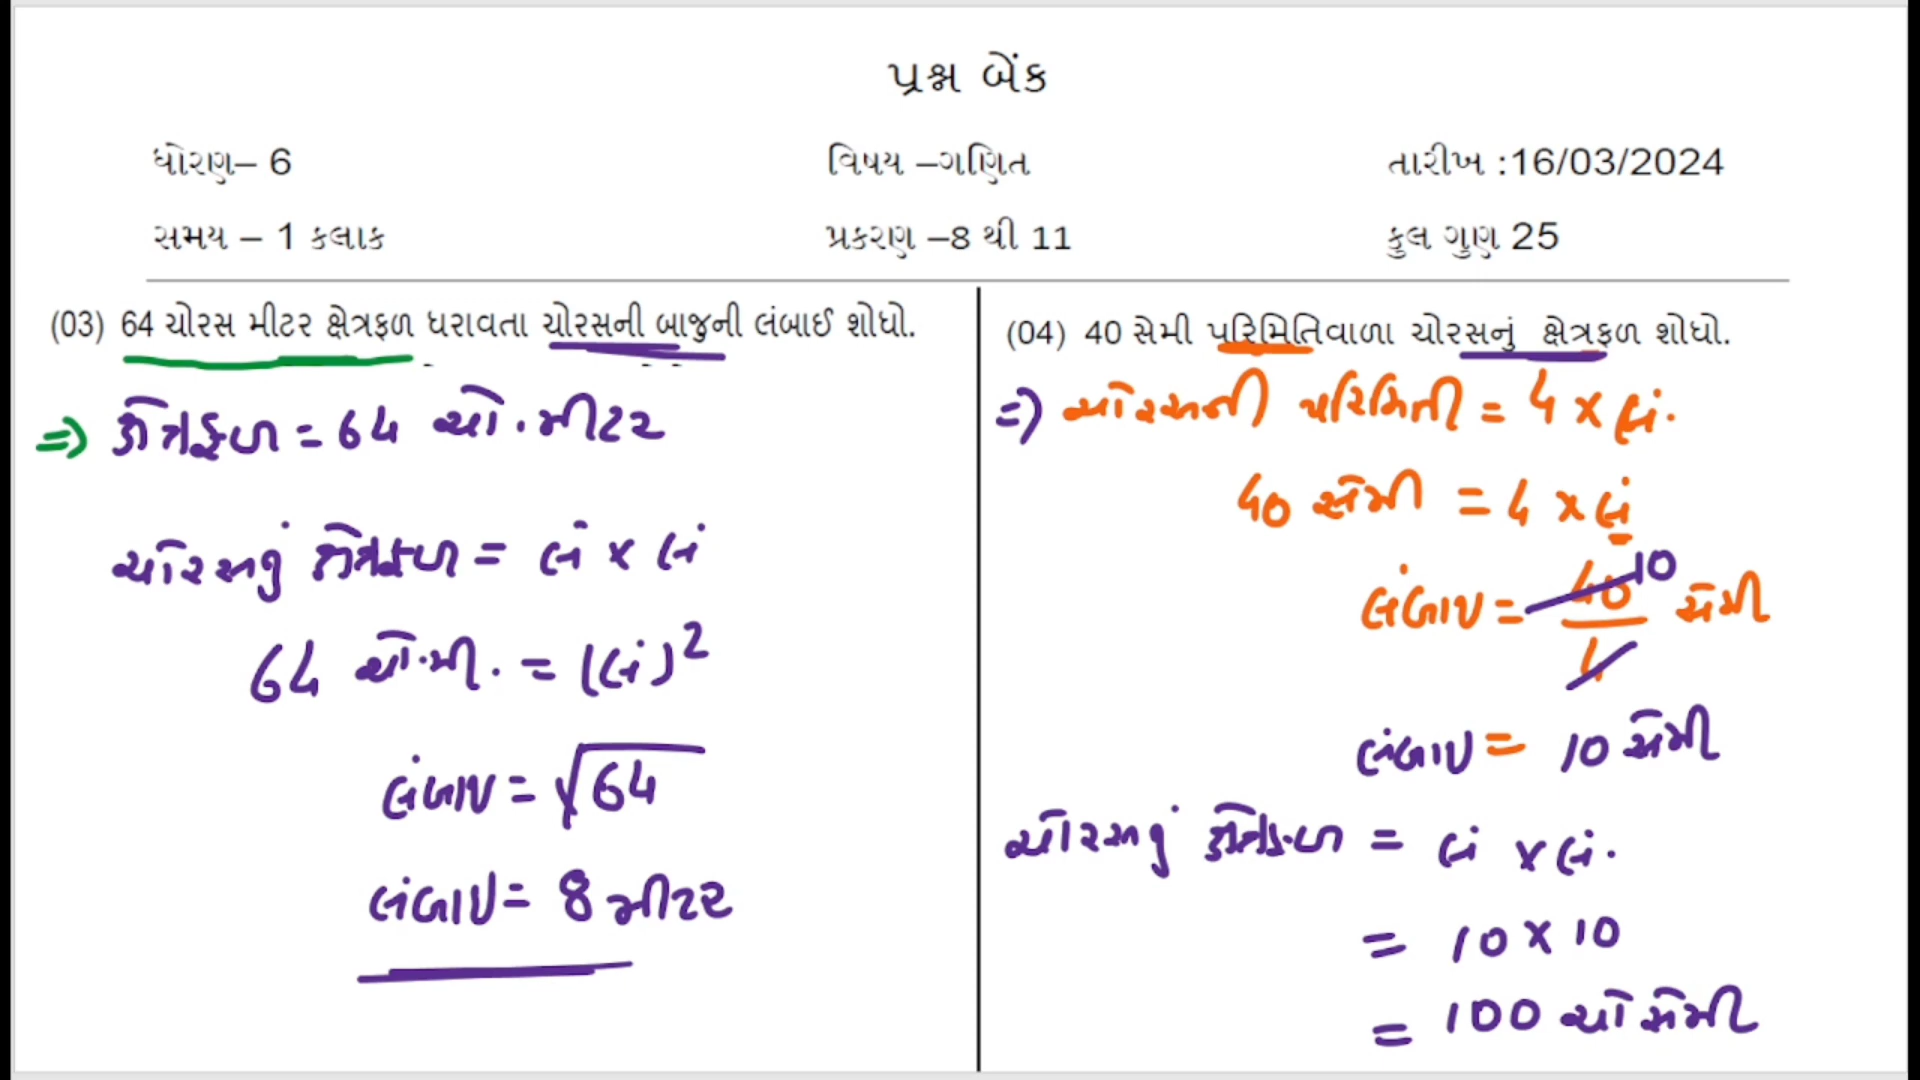 પ્રશ્ન બેંક
ધોરણ– 6 વિષય –ગણિત તારીખ :16/03/2024
સમય – 1 કલાક પ્રકરણ –8 થી 11 કુલ ગુણ 25
(03) 64 ચોરસ મીટર ક્ષેત્રફળ ધરાવતા ચોરસની બાજુની લંબાઈ શોધો.
⇒ ક્ષેત્રફળ = 64 ચો. મીટર
ચોરસનું ક્ષેત્રફળ = લં × લં
64 ચો.મી. = (લં)²
લંબાઇ = √64
લંબાઇ = 8 મીટર
(04) 40 સેમી પરિમિતિવાળા ચોરસનું ક્ષેત્રફળ શોધો.
⇒ ચોરસની પરિમિતી = 4 × લં.
40 સેમી = 4 × લં
લંબાઇ = 40/4 10 સેમી
લંબાઇ = 10 સેમી
ચોરસનું ક્ષેત્રફળ = લં × લં.
= 10 × 10
= 100 ચો સેમી